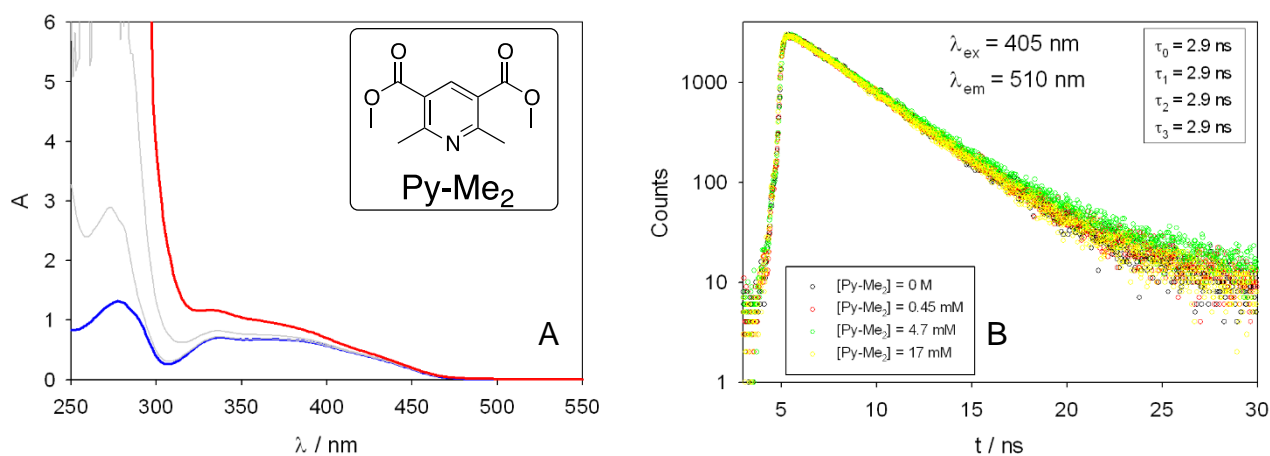 6
5
4
3
2
1
0
A
250 300 350 400 450 500 550
λ / nm
O
O
O
O
N
Py-Me₂
A
1000
100
10
1
Counts
5 10 15 20 25 30
t / ns
λex = 405 nm
λem = 510 nm
τ₀ = 2.9 ns
τ₁ = 2.9 ns
τ₂ = 2.9 ns
τ₃ = 2.9 ns
[Py-Me₂] = 0 M
[Py-Me₂] = 0.45 mM
[Py-Me₂] = 4.7 mM
[Py-Me₂] = 17 mM
B